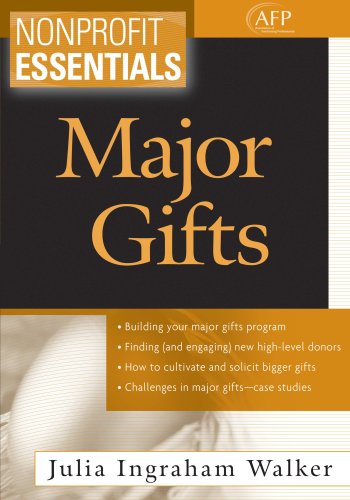 NONPROFIT
ESSENTIALS
AFP
Major
Gifts
• Building your major gifts program
• Finding (and engaging) new high-level donors
• How to cultivate and solicit bigger gifts
• Challenges in major gifts—case studies
Julia Ingraham Walker